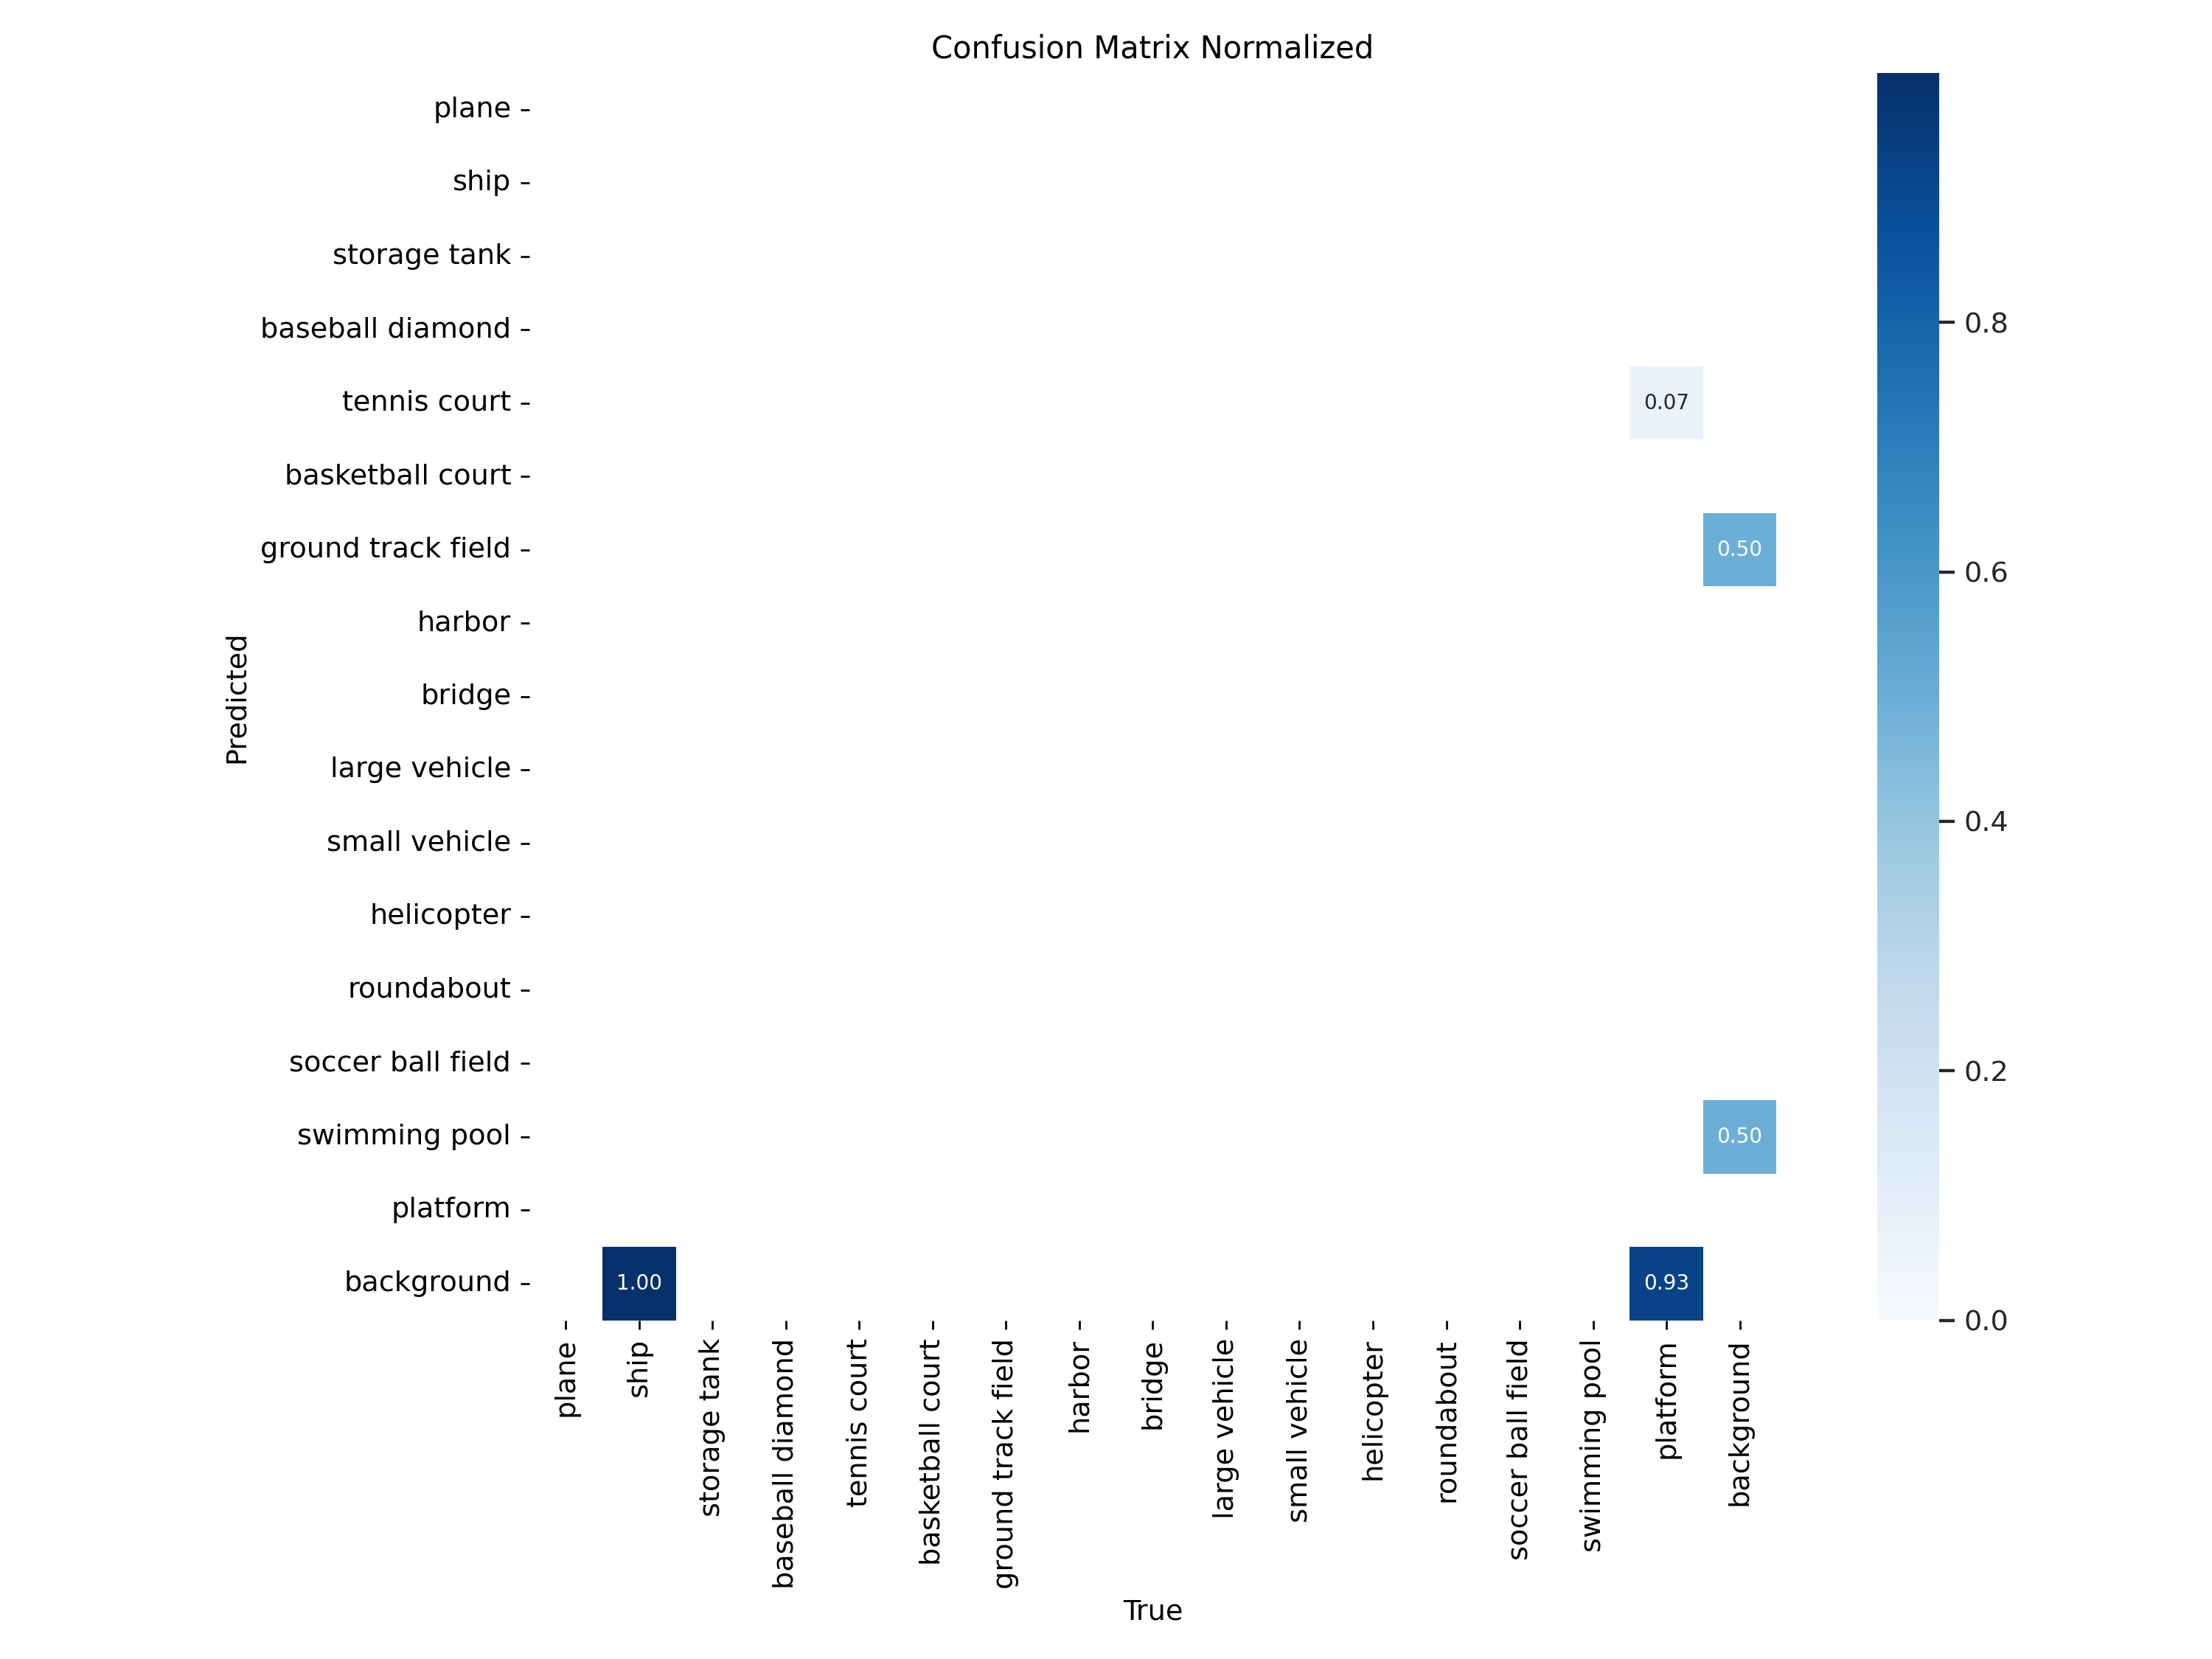 Confusion Matrix Normalized
plane
ship
storage tank
baseball diamond
tennis court
basketball court
ground track field
harbor
bridge
large vehicle
small vehicle
helicopter
roundabout
soccer ball field
swimming pool
platform
background
Predicted
0.07
0.50
0.50
1.00
0.93
plane
ship
storage tank
baseball diamond
tennis court
basketball court
ground track field
harbor
bridge
large vehicle
small vehicle
helicopter
roundabout
soccer ball field
swimming pool
platform
background
True
0.8
0.6
0.4
0.2
0.0